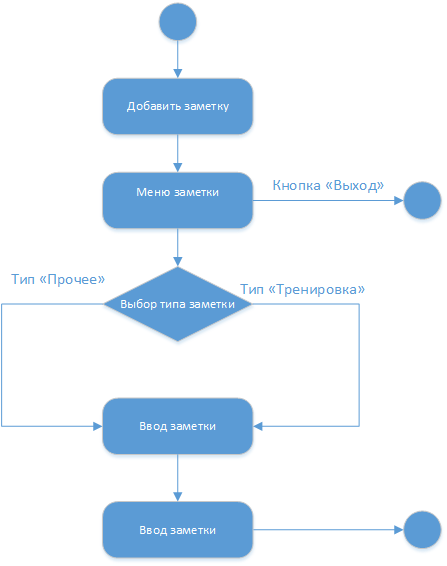 Добавить заметку
Меню заметки
Кнопка «Выход»
Тип «Прочее»
Тип «Тренировка»
Выбор типа заметки
Ввод заметки
Ввод заметки